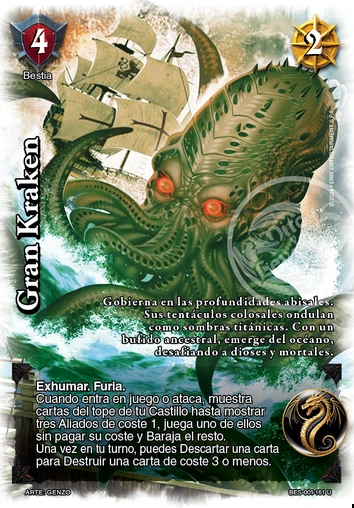 4
2
Bestia
Gran Kraken
Gobierna en las profundidades abisales.
Sus tentáculos colosales ondulan
como sombras titánicas. Con un
bufido ancestral, emerge del océano,
desafiando a dioses y mortales.
Exhumar. Furia.
Cuando entra en juego o ataca, muestra
cartas del tope de tu Castillo hasta mostrar
tres Aliados de coste 1, juega uno de ellos
sin pagar su coste y Baraja el resto.
Una vez en tu turno, puedes Descartar una carta
para Destruir una carta de coste 3 o menos.
ARTE: GENZO